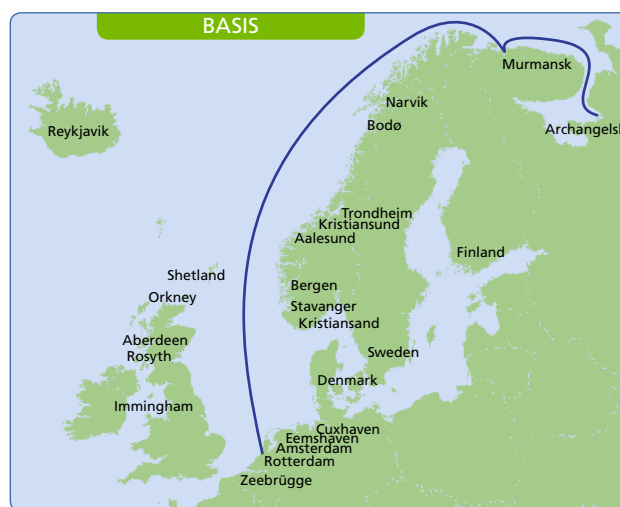 BASIS
Murmansk
Narvik
Bodø
Archangelsk
Reykjavik
Trondheim
Kristiansund
Aalesund
Finland
Shetland
Bergen
Orkney
Stavanger
Kristiansand
Aberdeen
Rosyth
Sweden
Denmark
Immingham
Cuxhaven
Eemshaven
Amsterdam
Rotterdam
Zeebrügge